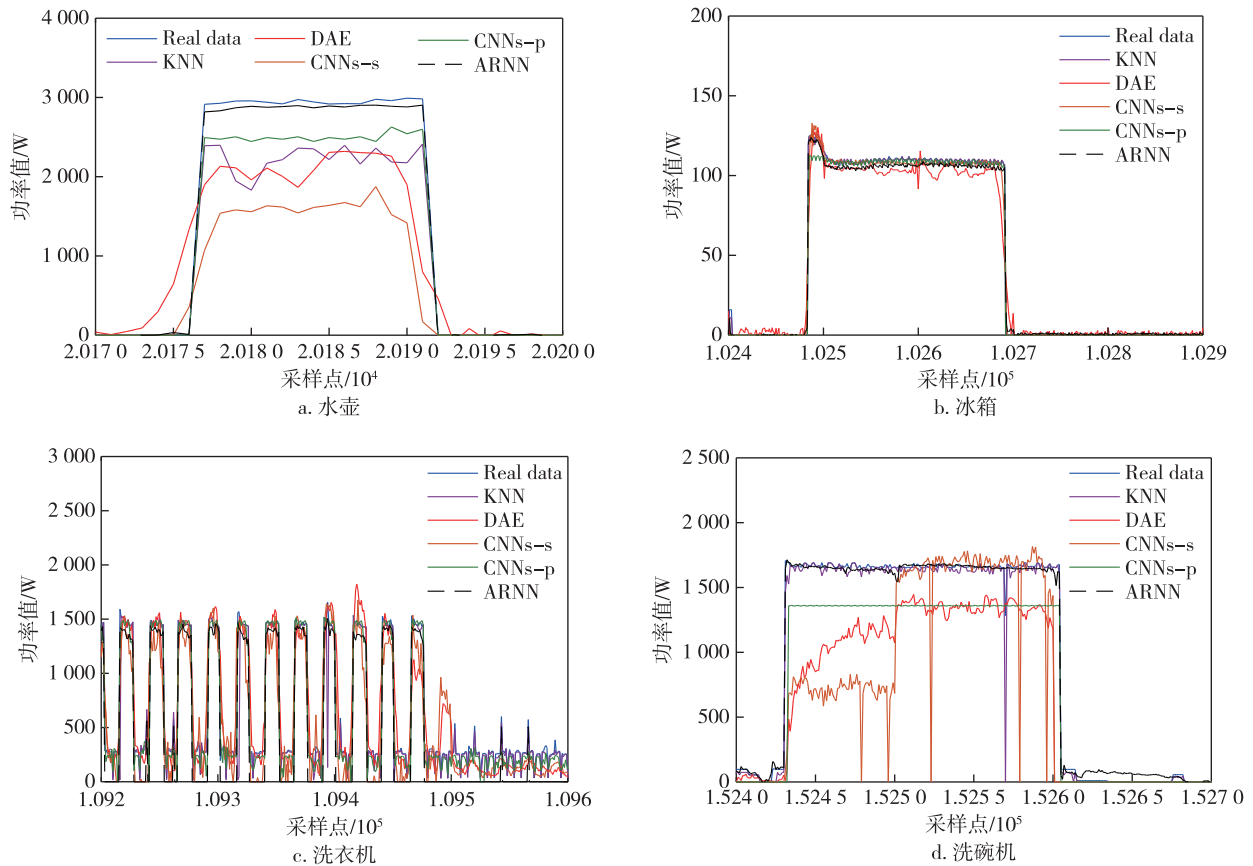 4 000
3 000
2 000
1 000
0
功率值/W
Real data
DAE
CNNs-p
KNN
CNNs-s
ARNN
2.017 0 2.017 5 2.018 0 2.018 5 2.019 0 2.019 5 2.020 0
采样点/10⁴
a. 水壶
200
150
100
50
0
功率值/W
Real data
KNN
DAE
CNNs-s
CNNs-p
ARNN
1.024 1.025 1.026 1.027 1.028 1.029
采样点/10⁵
b. 冰箱
3 000
2 500
2 000
1 500
1 000
500
0
功率值/W
Real data
KNN
DAE
CNNs-s
CNNs-p
ARNN
1.092 1.093 1.094 1.095 1.096
采样点/10⁵
c. 洗衣机
2 500
2 000
1 500
1 000
500
0
功率值/W
Real data
KNN
DAE
CNNs-s
CNNs-p
ARNN
1.524 0 1.524 5 1.525 0 1.525 5 1.526 0 1.526 5 1.527 0
采样点/10⁵
d. 洗碗机